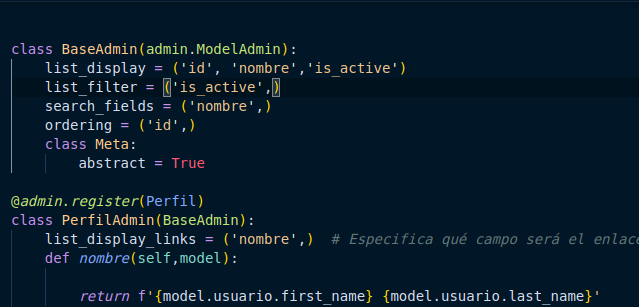 class BaseAdmin(admin.ModelAdmin):
    list_display = ('id', 'nombre','is_active')
    list_filter = ('is_active',)
    search_fields = ('nombre',)
    ordering = ('id',)
    class Meta:
        abstract = True
@admin.register(Perfil)
class PerfilAdmin(BaseAdmin):
    list_display_links = ('nombre',)  # Especifica qué campo será el enlace
    def nombre(self,model):
        return f'{model.usuario.first_name} {model.usuario.last_name}'